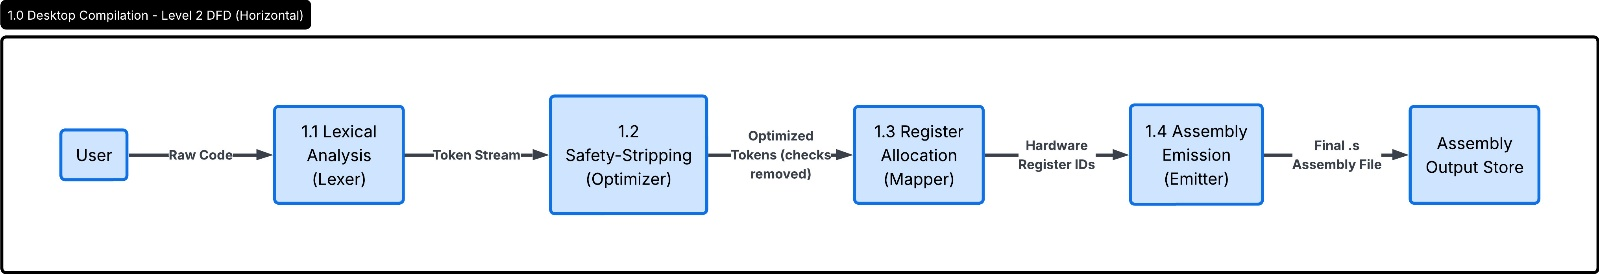 1.0 Desktop Compilation - Level 2 DFD (Horizontal)
User
Raw Code
1.1 Lexical
Analysis
(Lexer)
Token Stream
1.2
Safety-Stripping
(Optimizer)
Optimized
Tokens (checks
removed)
1.3 Register
Allocation
(Mapper)
Hardware
Register IDs
1.4 Assembly
Emission
(Emitter)
Final .s
Assembly File
Assembly
Output Store